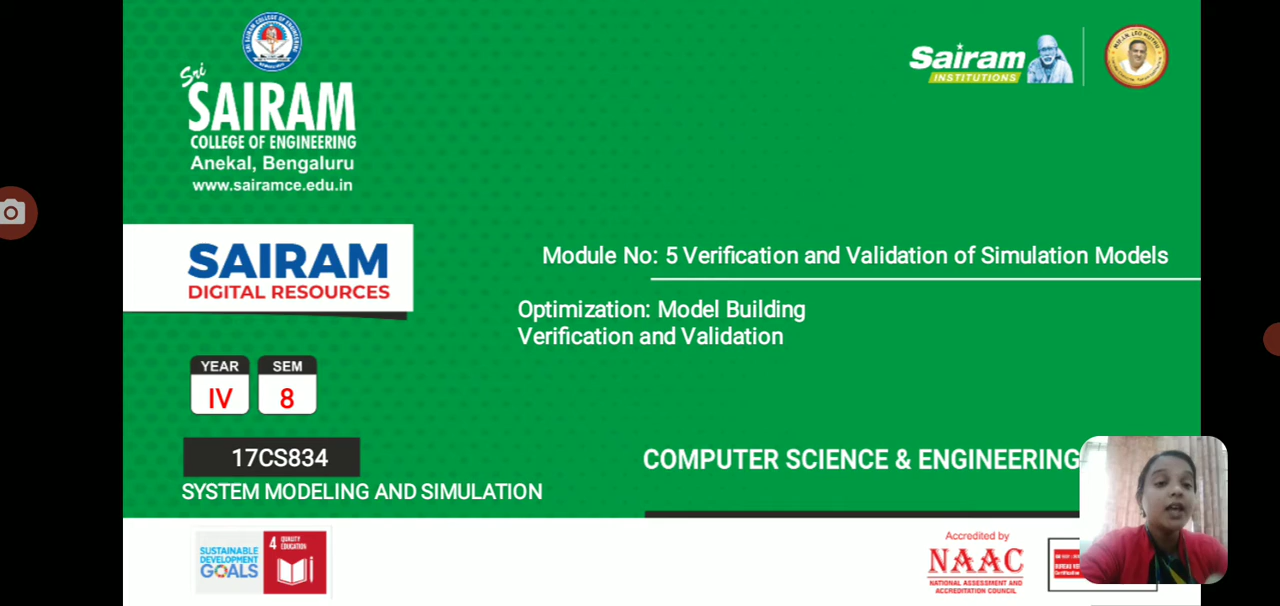 Sri
SAIRAM
COLLEGE OF ENGINEERING
Anekal, Bengaluru
www.sairamce.edu.in
Sairam
INSTITUTIONS
SAIRAM
DIGITAL RESOURCES
Module No: 5 Verification and Validation of Simulation Models
Optimization: Model Building
Verification and Validation
YEAR
IV
SEM
8
17CS834
SYSTEM MODELING AND SIMULATION
COMPUTER SCIENCE & ENGINEERING
SUSTAINABLE
DEVELOPMENT
GOALS
4 QUALITY
EDUCATION
Accredited by
NAAC
NATIONAL ASSESSMENT AND
ACCREDITATION COUNCIL